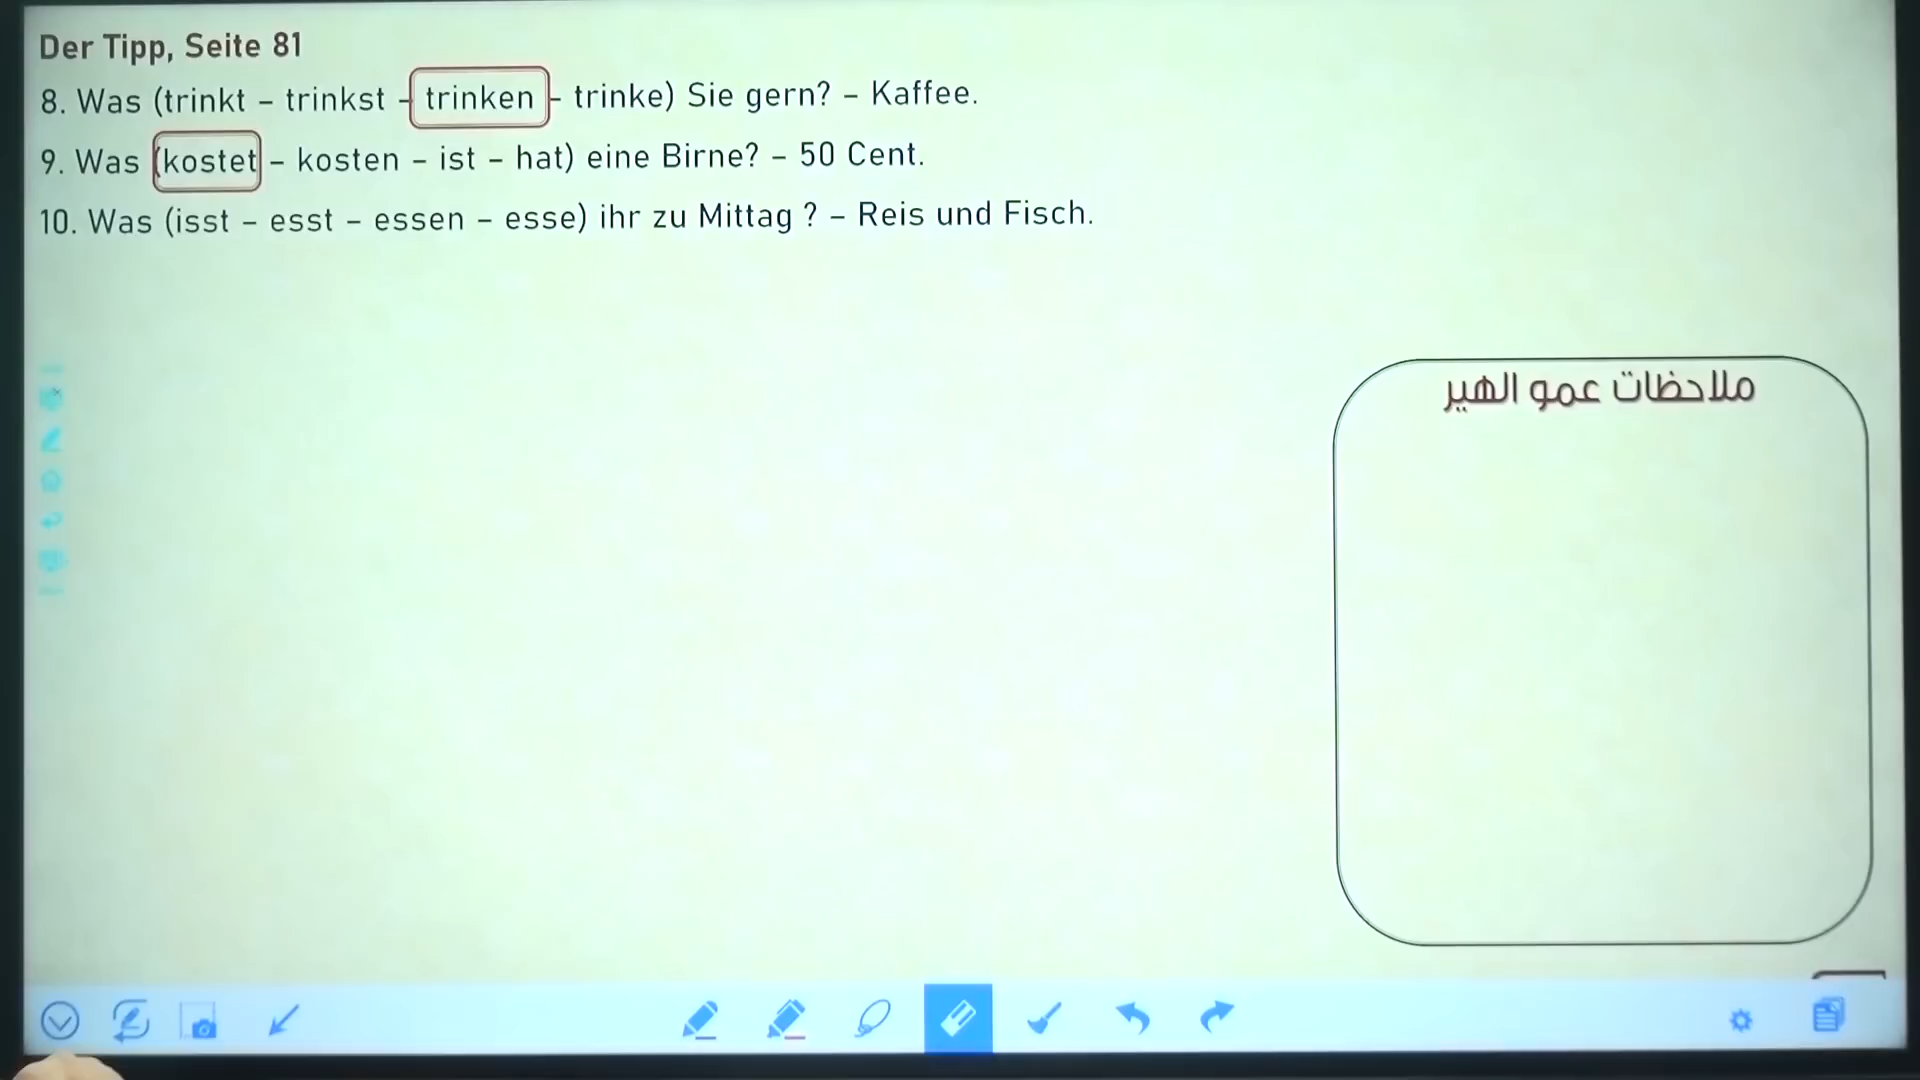 Der Tipp, Seite 81
8. Was (trinkt – trinkst – trinken – trinke) Sie gern? – Kaffee.
9. Was (kostet – kosten – ist – hat) eine Birne? – 50 Cent.
10. Was (isst – esst – essen – esse) ihr zu Mittag ? – Reis und Fisch.
ملاحظات عمو الهير